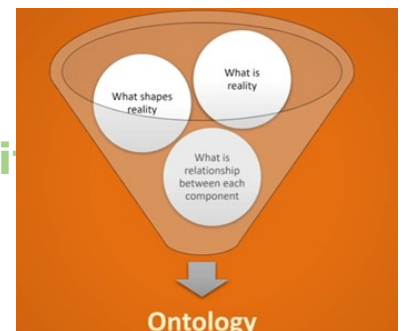 What is
reality
What shapes
reality
What is
relationship
between each
component
Ontology